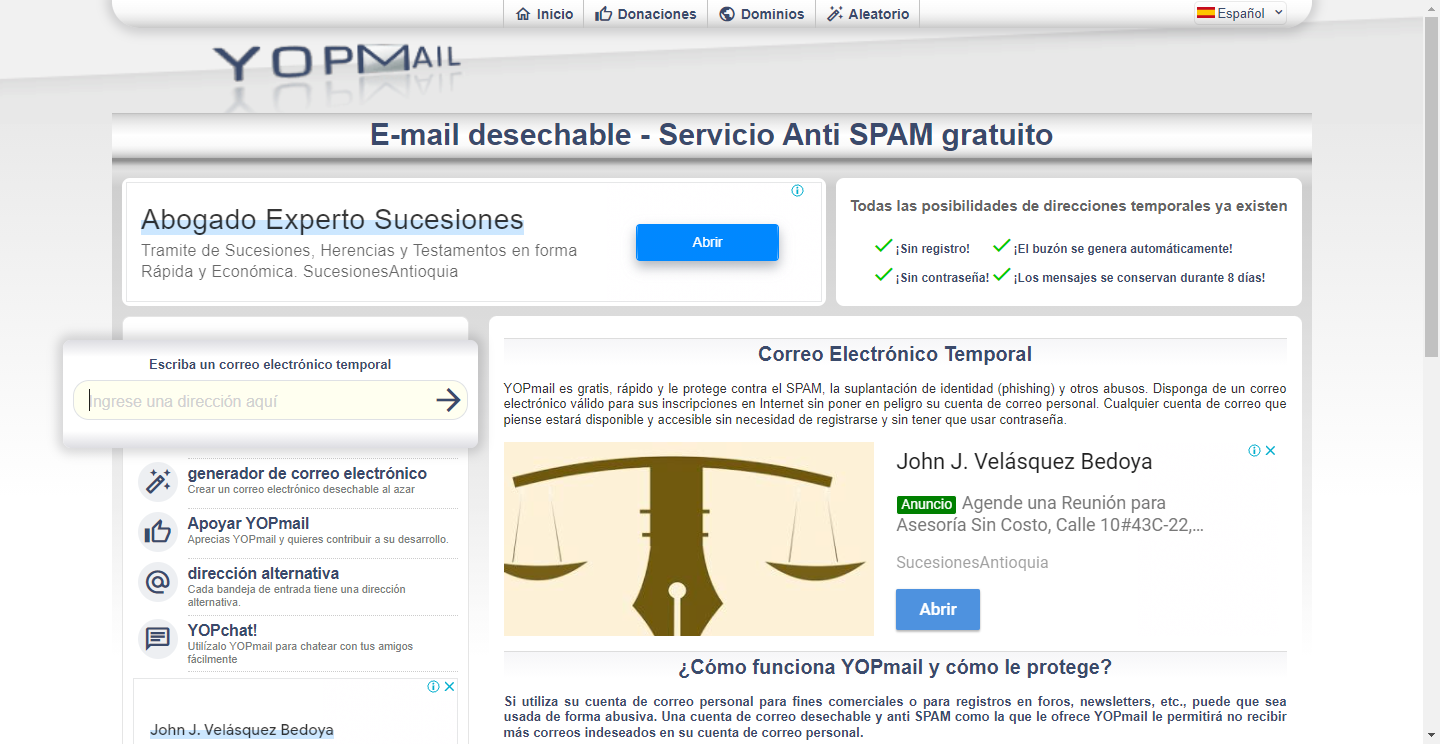 Inicio
Donaciones
Dominios
Aleatorio
Español
YOPMAIL
E-mail desechable - Servicio Anti SPAM gratuito
Abogado Experto Sucesiones
Tramite de Sucesiones, Herencias y Testamentos en forma
Rápida y Económica. SucesionesAntioquia
Abrir
Todas las posibilidades de direcciones temporales ya existen
¡Sin registro!
¡El buzón se genera automáticamente!
¡Sin contraseña!
¡Los mensajes se conservan durante 8 días!
Escriba un correo electrónico temporal
Ingrese una dirección aquí
generador de correo electrónico
Crear un correo electrónico desechable al azar
Apoyar YOPmail
Aprecias YOPmail y quieres contribuir a su desarrollo.
dirección alternativa
Cada bandeja de entrada tiene una dirección
alternativa.
YOPchat!
Utilízalo YOPmail para chatear con tus amigos
fácilmente
John J. Velásquez Bedoya
Correo Electrónico Temporal
YOPmail es gratis, rápido y le protege contra el SPAM, la suplantación de identidad (phishing) y otros abusos. Disponga de un correo
electrónico válido para sus inscripciones en Internet sin poner en peligro su cuenta de correo personal. Cualquier cuenta de correo que
piense estará disponible y accesible sin necesidad de registrarse y sin tener que usar contraseña.
John J. Velásquez Bedoya
Anuncio Agende una Reunión para
Asesoría Sin Costo, Calle 10#43C-22,...
SucesionesAntioquia
Abrir
¿Cómo funciona YOPmail y cómo le protege?
Si utiliza su cuenta de correo personal para fines comerciales o para registros en foros, newsletters, etc., puede que sea
usada de forma abusiva. Una cuenta de correo desechable y anti SPAM como la que le ofrece YOPmail le permitirá no recibir
más correos indeseados en su cuenta de correo personal.